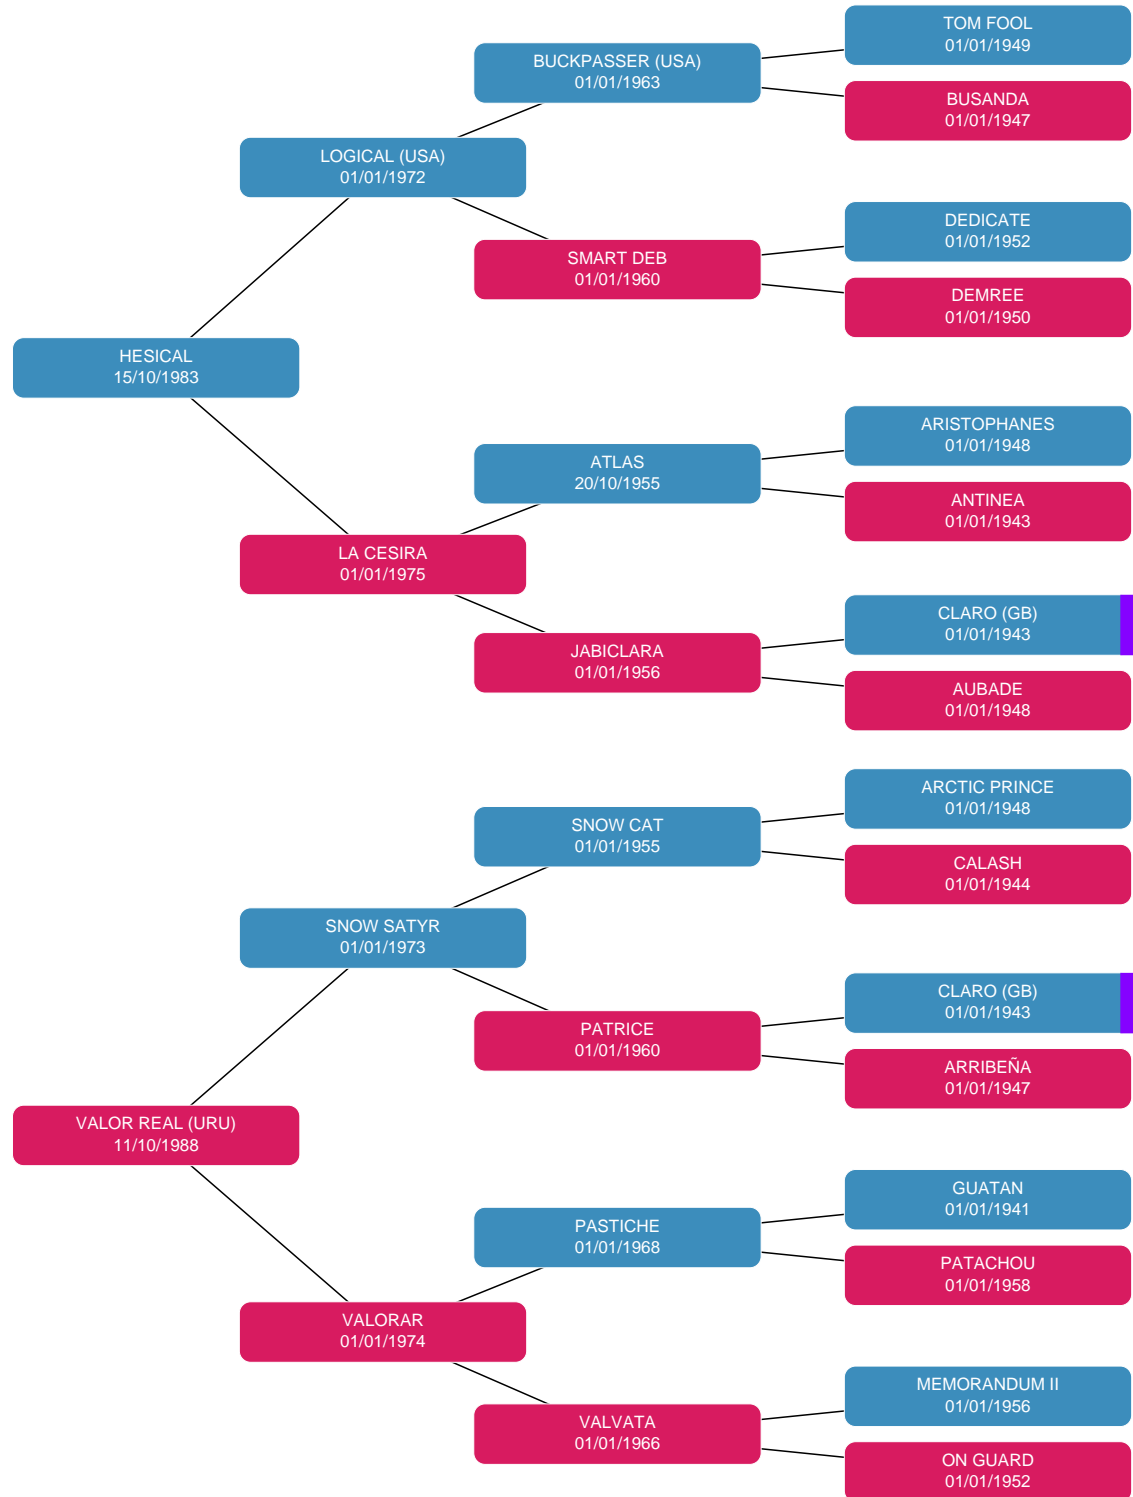 TOM FOOL
01/01/1949
BUCKPASSER (USA)
01/01/1963
BUSANDA
01/01/1947
LOGICAL (USA)
01/01/1972
DEDICATE
01/01/1952
SMART DEB
01/01/1960
DEMREE
01/01/1950
HESICAL
15/10/1983
ARISTOPHANES
01/01/1948
ATLAS
20/10/1955
ANTINEA
01/01/1943
LA CESIRA
01/01/1975
CLARO (GB)
01/01/1943
JABICLARA
01/01/1956
AUBADE
01/01/1948
ARCTIC PRINCE
01/01/1948
SNOW CAT
01/01/1955
CALASH
01/01/1944
SNOW SATYR
01/01/1973
CLARO (GB)
01/01/1943
PATRICE
01/01/1960
ARRIBEÑA
01/01/1947
VALOR REAL (URU)
11/10/1988
GUATAN
01/01/1941
PASTICHE
01/01/1968
PATACHOU
01/01/1958
VALORAR
01/01/1974
MEMORANDUM II
01/01/1956
VALVATA
01/01/1966
ON GUARD
01/01/1952